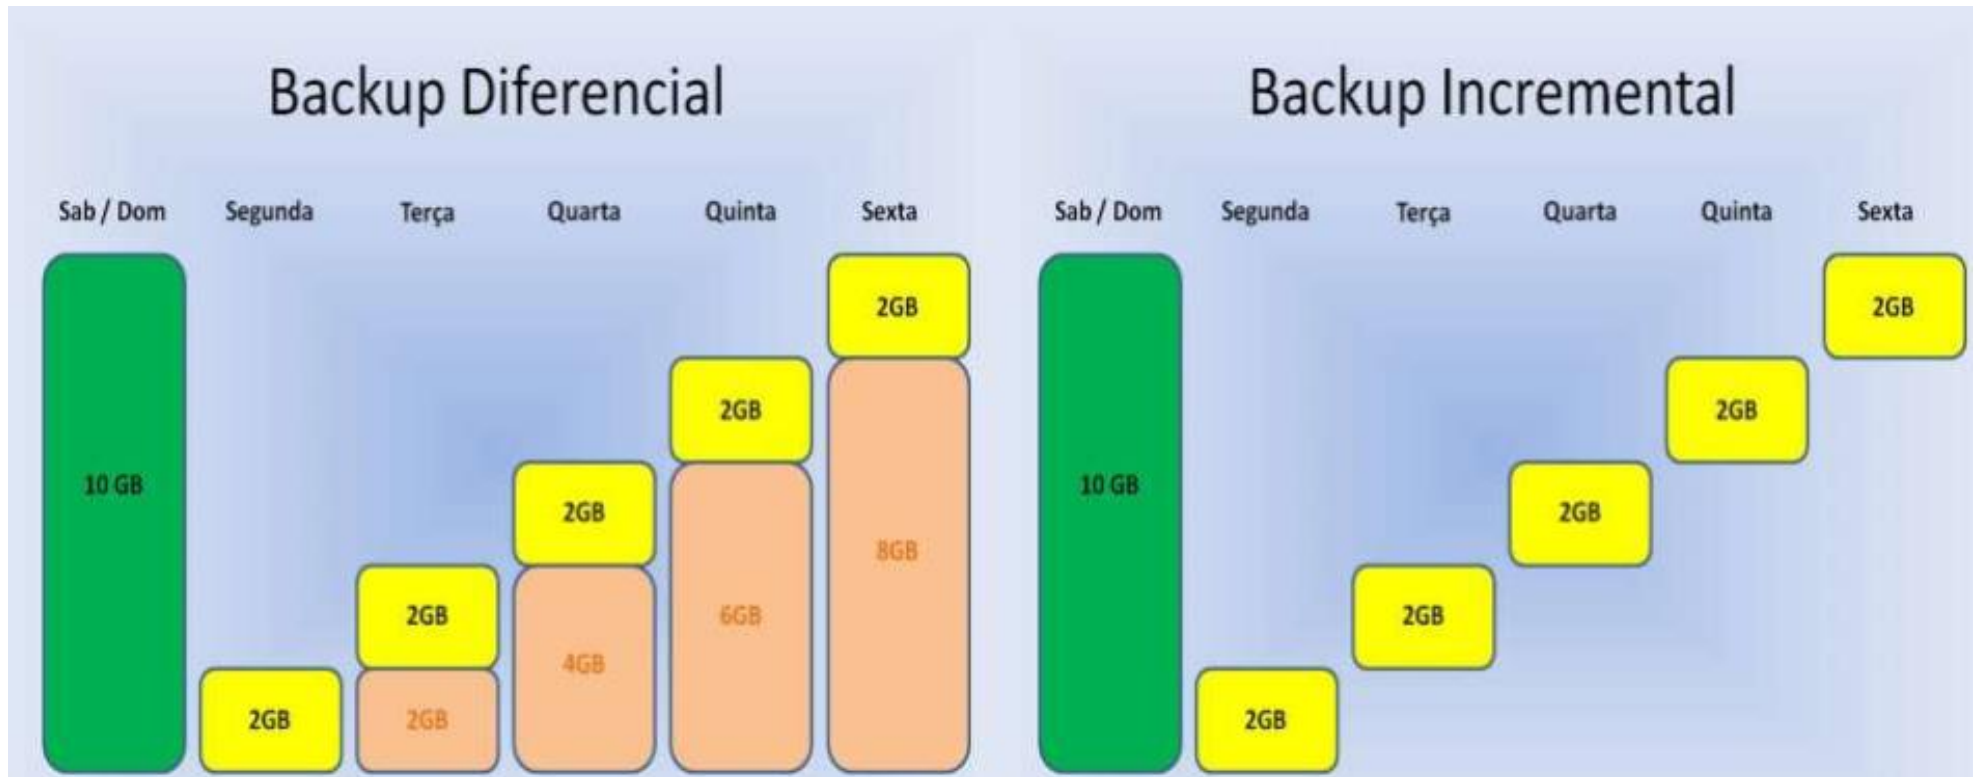 Backup Diferencial
Sab / Dom Segunda Terça Quarta Quinta Sexta
2GB
2GB
10 GB
2GB
8GB
2GB
6GB
4GB
2GB
2GB
Backup Incremental
Sab / Dom Segunda Terça Quarta Quinta Sexta
2GB
2GB
10 GB
2GB
2GB
2GB